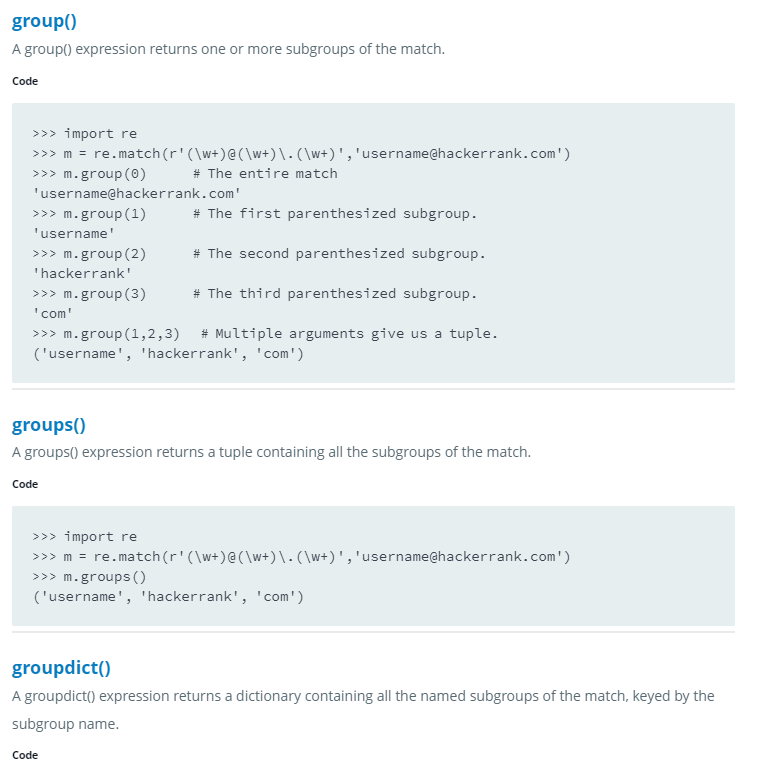 group()
A group() expression returns one or more subgroups of the match.
Code
>>> import re
>>> m = re.match(r'(\w+)@(\w+)\.(\w+)','username@hackerrank.com')
>>> m.group(0)      # The entire match
'username@hackerrank.com'
>>> m.group(1)      # The first parenthesized subgroup.
'username'
>>> m.group(2)      # The second parenthesized subgroup.
'hackerrank'
>>> m.group(3)      # The third parenthesized subgroup.
'com'
>>> m.group(1,2,3)   # Multiple arguments give us a tuple.
('username', 'hackerrank', 'com')
groups()
A groups() expression returns a tuple containing all the subgroups of the match.
Code
>>> import re
>>> m = re.match(r'(\w+)@(\w+)\.(\w+)','username@hackerrank.com')
>>> m.groups()
('username', 'hackerrank', 'com')
groupdict()
A groupdict() expression returns a dictionary containing all the named subgroups of the match, keyed by the
subgroup name.
Code